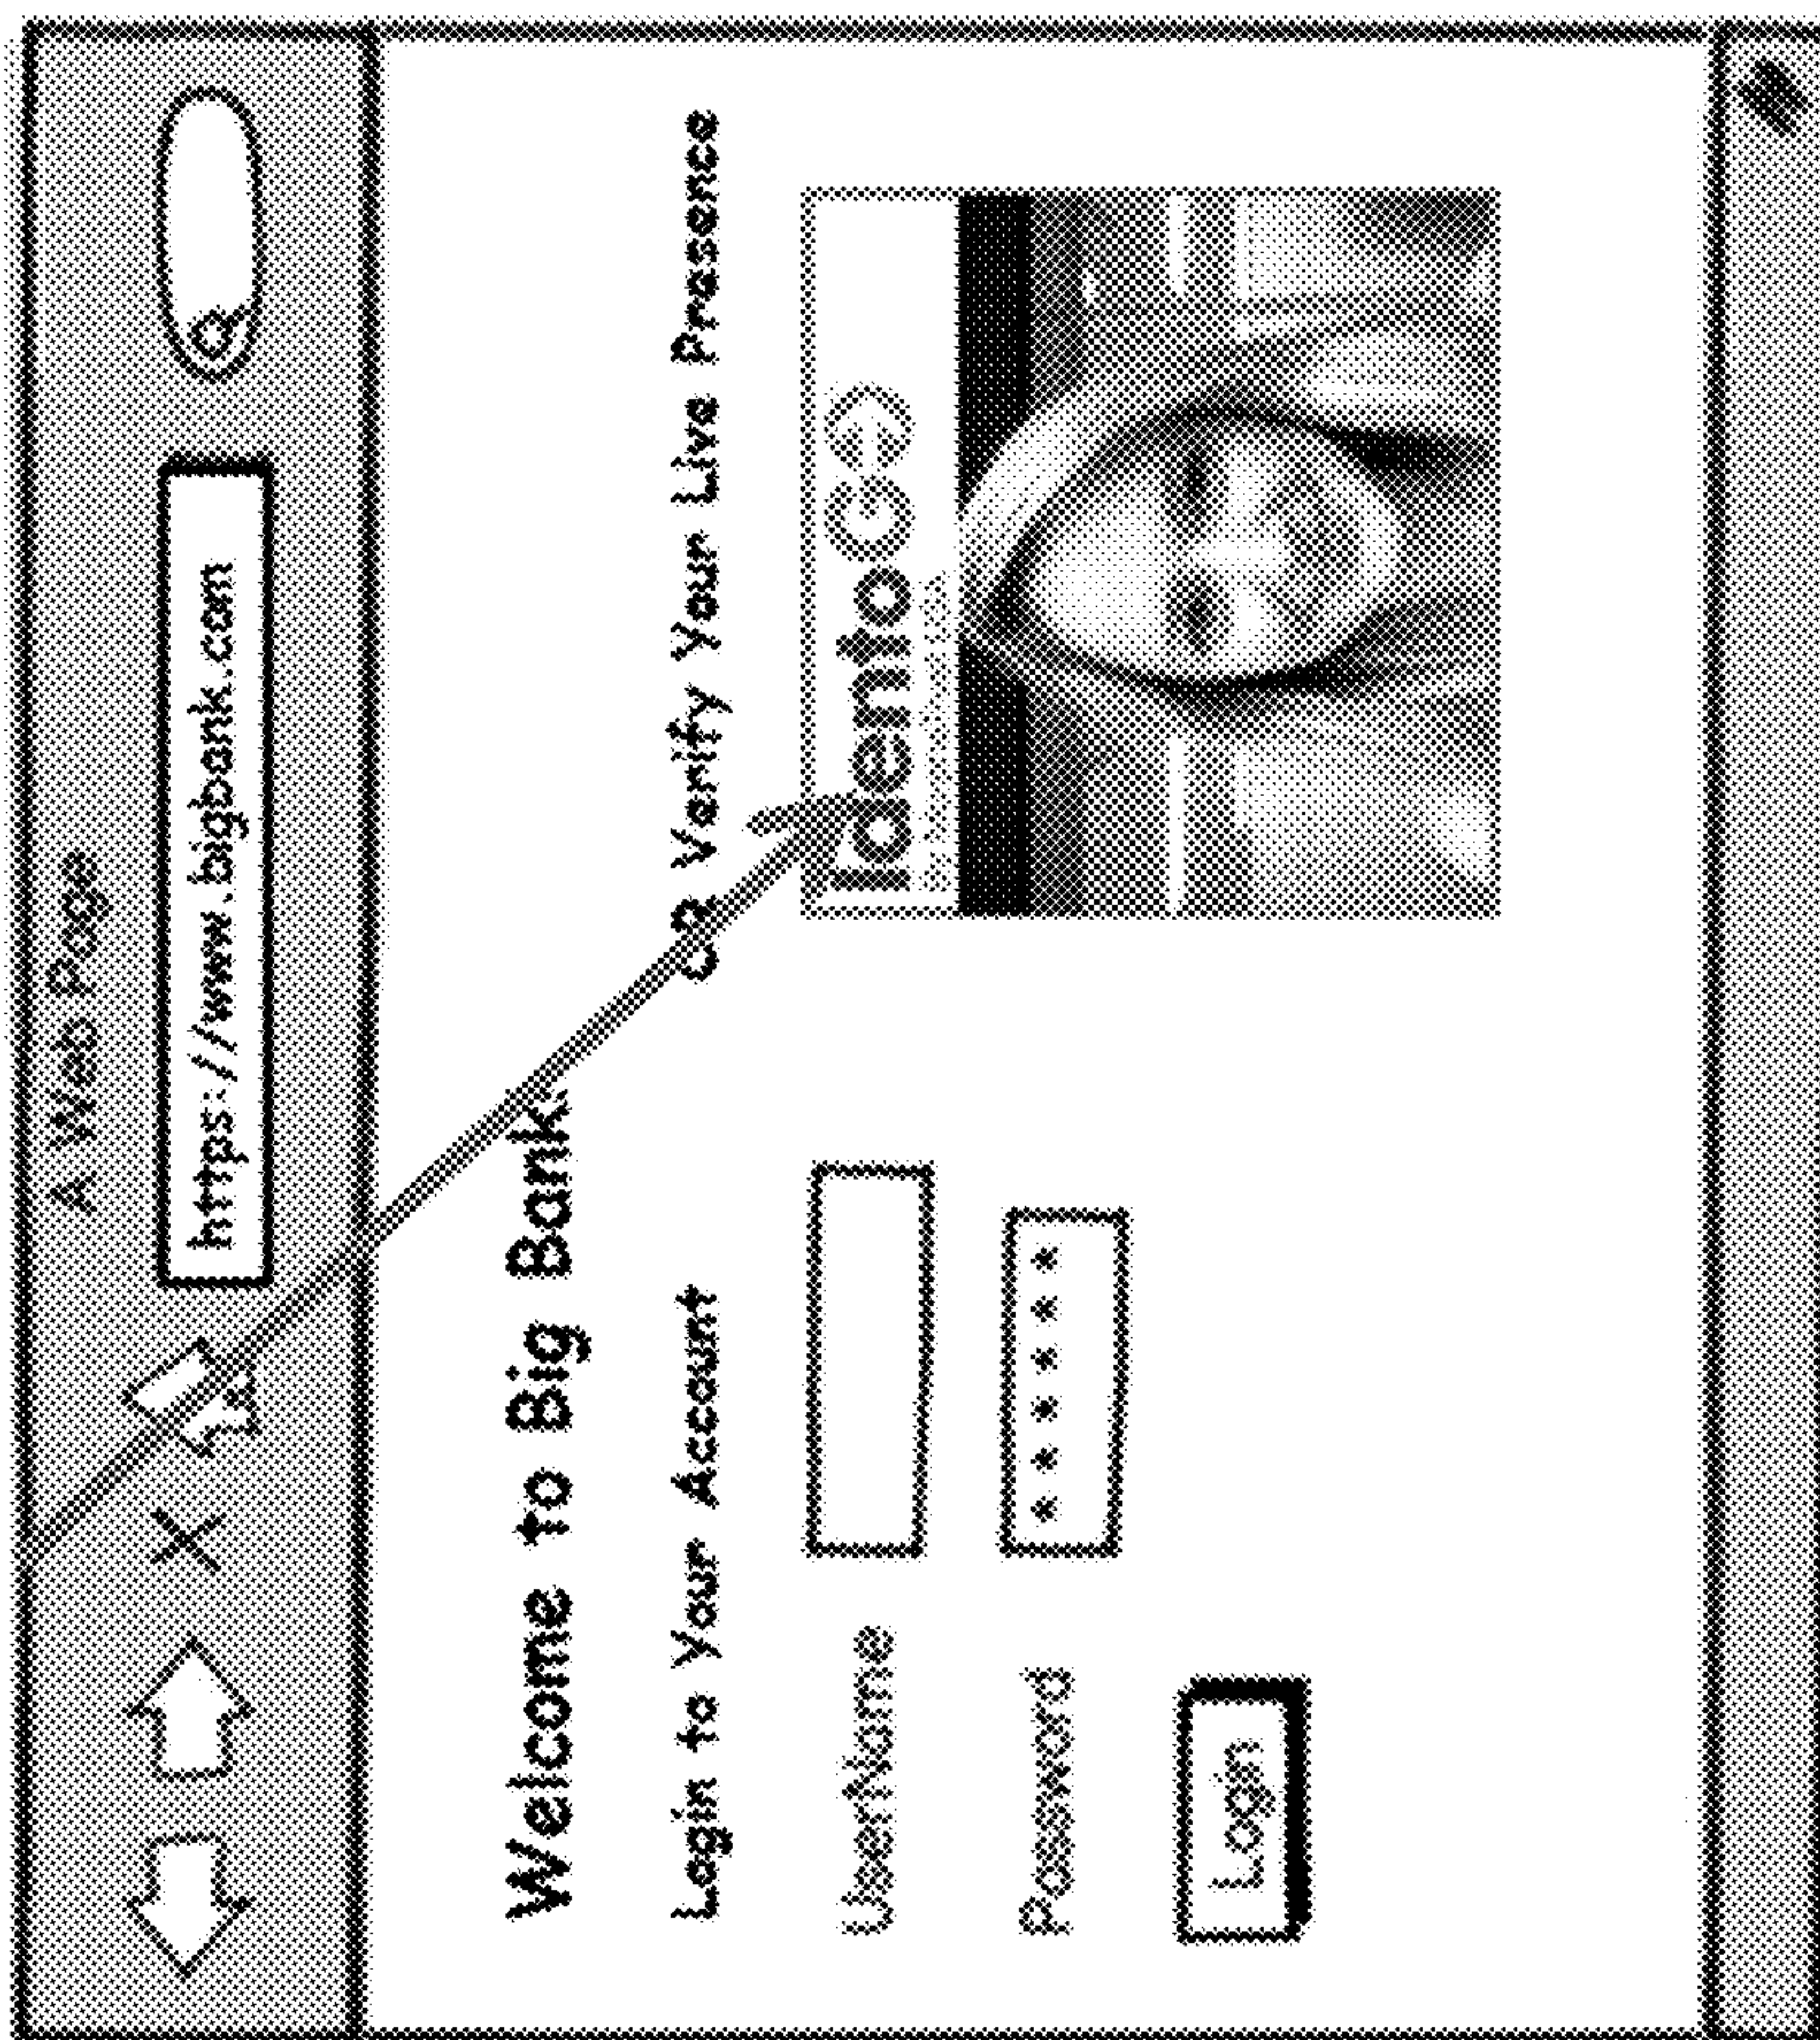 A Web Page
https://www.bigbank.com
Welcome to Big Bank
Login to Your Account
Verify Your Live Presence
UserName
Password
******
Login
IdentoGO